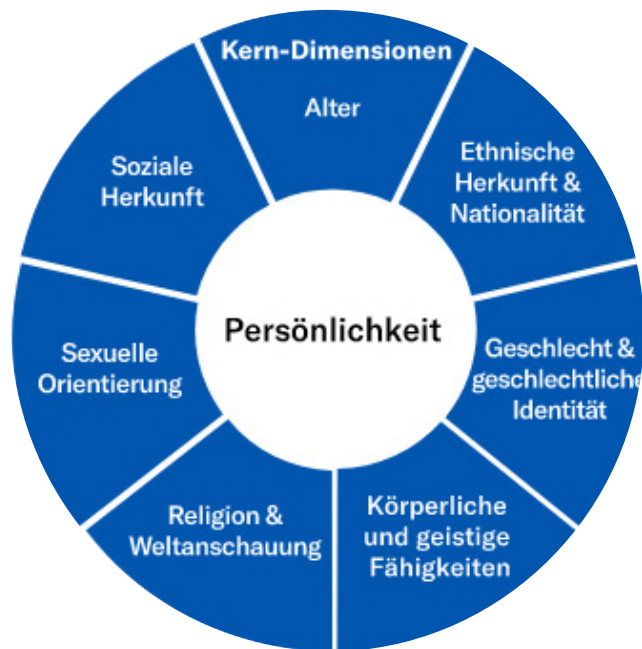 Kern-Dimensionen
Alter
Ethnische
Herkunft &
Nationalität
Geschlecht &
geschlechtliche
Identität
Körperliche
und geistige
Fähigkeiten
Religion &
Weltanschauung
Sexuelle
Orientierung
Soziale
Herkunft
Persönlichkeit